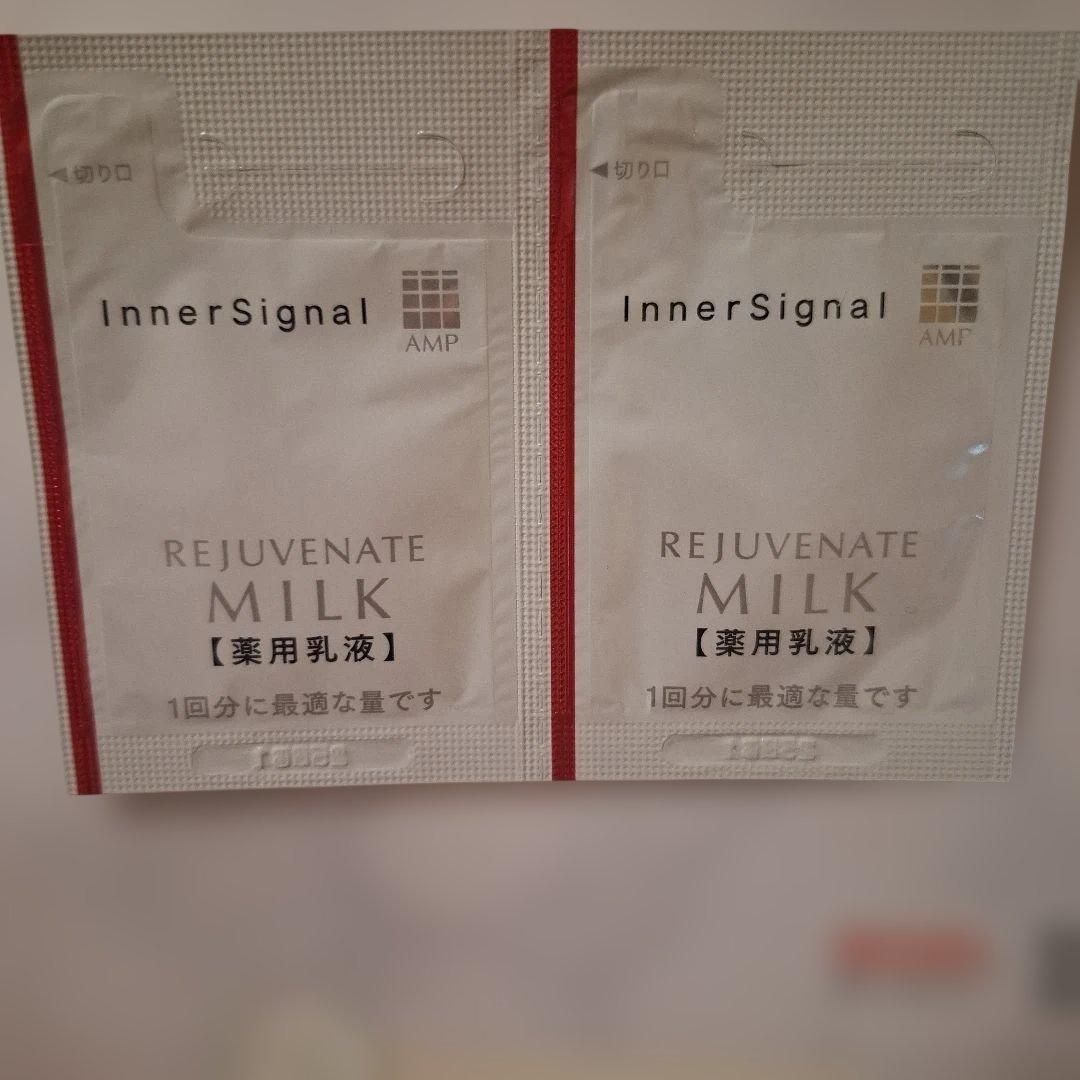 ◀切り口
InnerSignal
AMP
REJUVENATE
MILK
【薬用乳液】
1回分に最適な量です
◀切り口
InnerSignal
AMP
REJUVENATE
MILK
【薬用乳液】
1回分に最適な量です